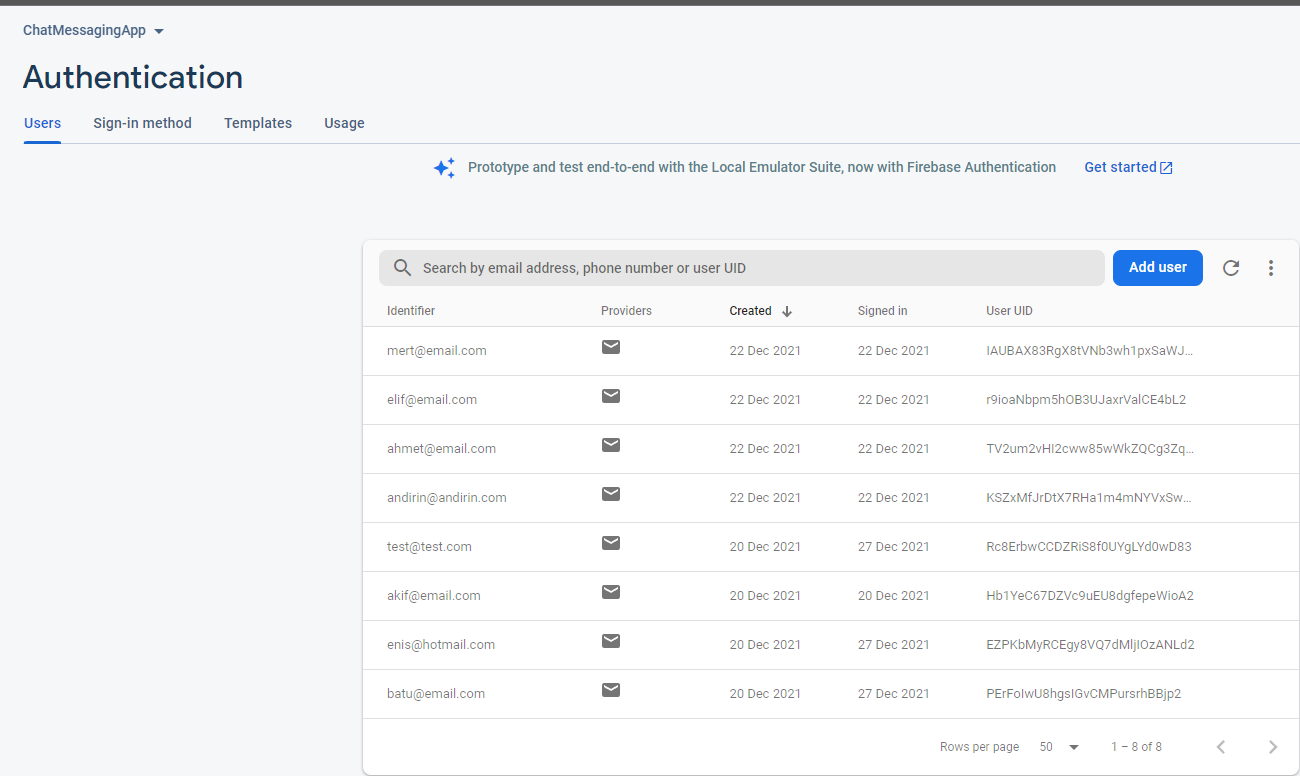 ChatMessagingApp
Authentication
Users Sign-in method Templates Usage
Prototype and test end-to-end with the Local Emulator Suite, now with Firebase Authentication Get started
Search by email address, phone number or user UID Add user
Identifier Providers Created Signed in User UID
mert@email.com 22 Dec 2021 22 Dec 2021 IAUBAX83RgX8tVNb3wh1pxSaWJ...
elif@email.com 22 Dec 2021 22 Dec 2021 r9ioaNbpm5hOB3UJaxrValCE4bL2
ahmet@email.com 22 Dec 2021 22 Dec 2021 TV2um2vHI2cww85wWkZQCg3Zq...
andirin@andirin.com 22 Dec 2021 22 Dec 2021 KSZxMfJrDtX7RHa1m4mNYVxSw...
test@test.com 20 Dec 2021 27 Dec 2021 Rc8ErbwCCDZRiS8f0UYgLYd0wD83
akif@email.com 20 Dec 2021 20 Dec 2021 Hb1YeC67DZVc9uEU8dgfepeWioA2
enis@hotmail.com 20 Dec 2021 27 Dec 2021 EZPKbMyRCEgy8VQ7dMljIOzANLd2
batu@email.com 20 Dec 2021 27 Dec 2021 PErFoIwU8hgsIGvCMPursrhBBjp2
Rows per page 50 1 – 8 of 8